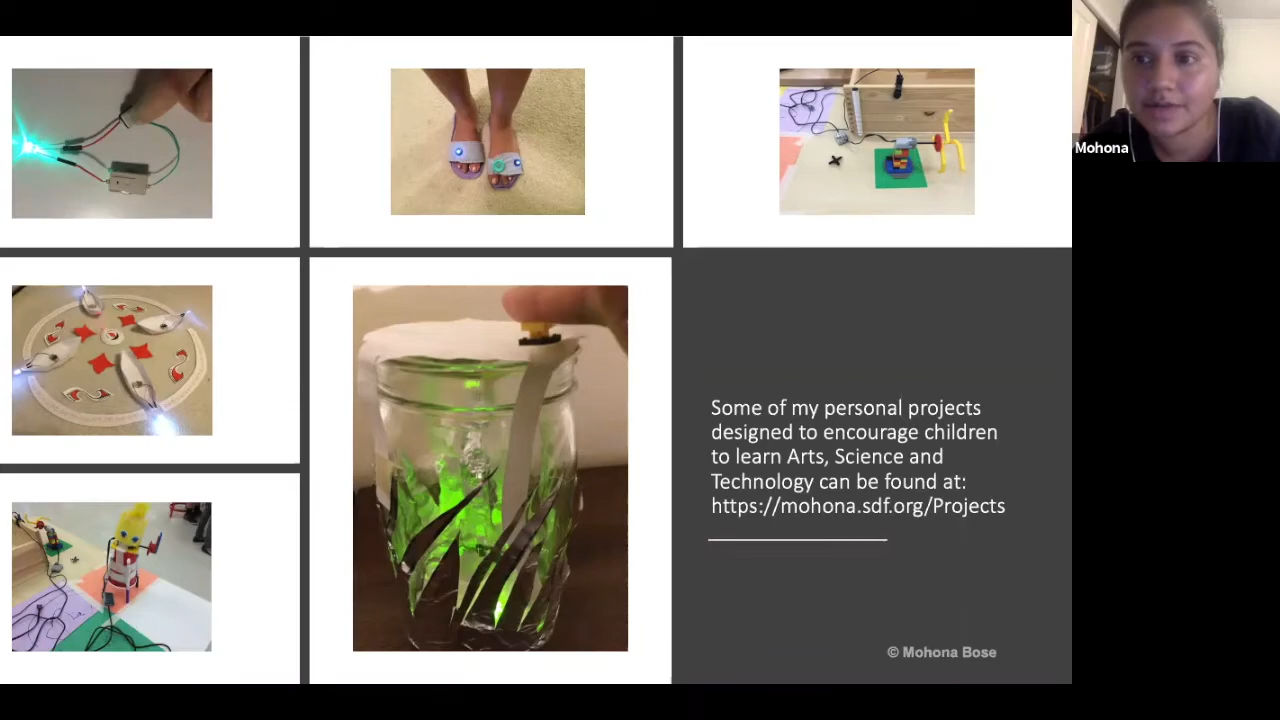 Mohona
Some of my personal projects
designed to encourage children
to learn Arts, Science and
Technology can be found at:
https://mohona.sdf.org/Projects
© Mohona Bose